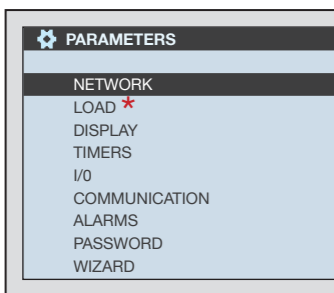 PARAMETERS
NETWORK
LOAD *
DISPLAY
TIMERS
I/0
COMMUNICATION
ALARMS
PASSWORD
WIZARD